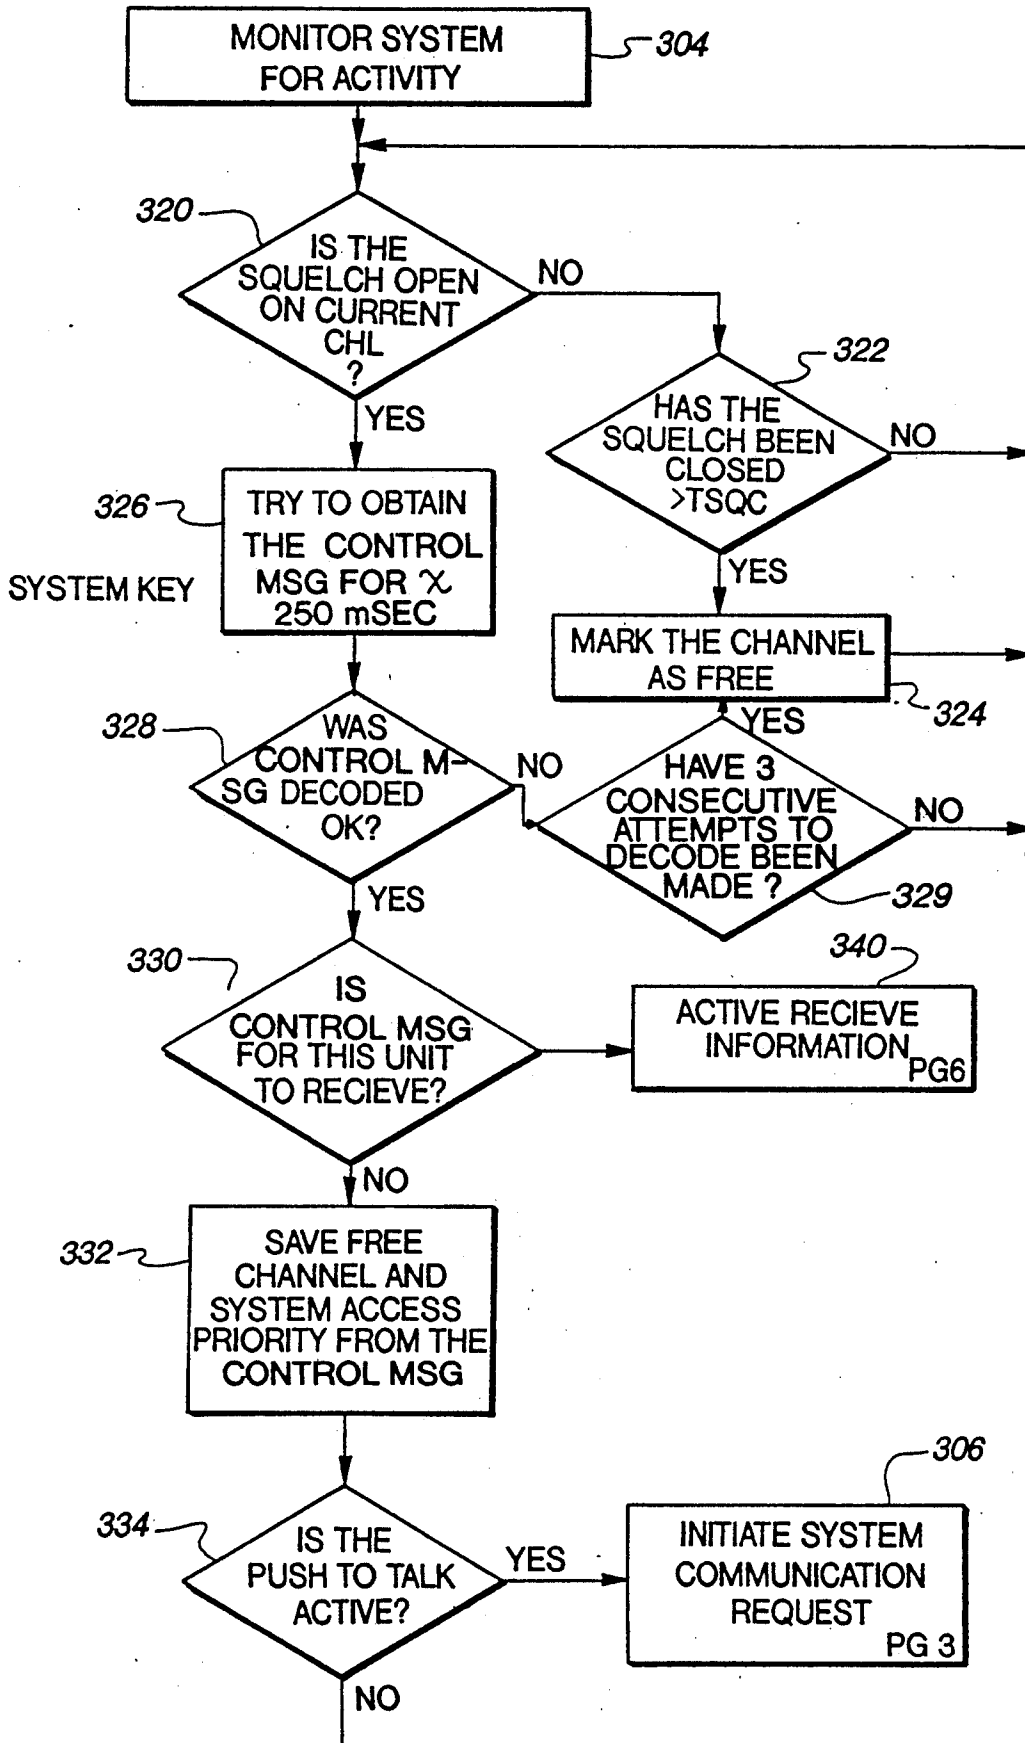 MONITOR SYSTEM
FOR ACTIVITY
304
320
IS THE
SQUELCH OPEN
ON CURRENT
CHL
?
NO
YES
322
HAS THE
SQUELCH BEEN
CLOSED
>TSQC
NO
YES
326
TRY TO OBTAIN
THE CONTROL
MSG FOR χ
250 mSEC
SYSTEM KEY
MARK THE CHANNEL
AS FREE
324
328
WAS
CONTROL M-
SG DECODED
OK?
NO
YES
YES
HAVE 3
CONSECUTIVE
ATTEMPTS TO
DECODE BEEN
MADE ?
NO
329
330
IS
CONTROL MSG
FOR THIS UNIT
TO RECIEVE?
NO
340
ACTIVE RECIEVE
INFORMATION
PG6
332
SAVE FREE
CHANNEL AND
SYSTEM ACCESS
PRIORITY FROM THE
CONTROL MSG
334
IS THE
PUSH TO TALK
ACTIVE?
YES
NO
306
INITIATE SYSTEM
COMMUNICATION
REQUEST
PG 3